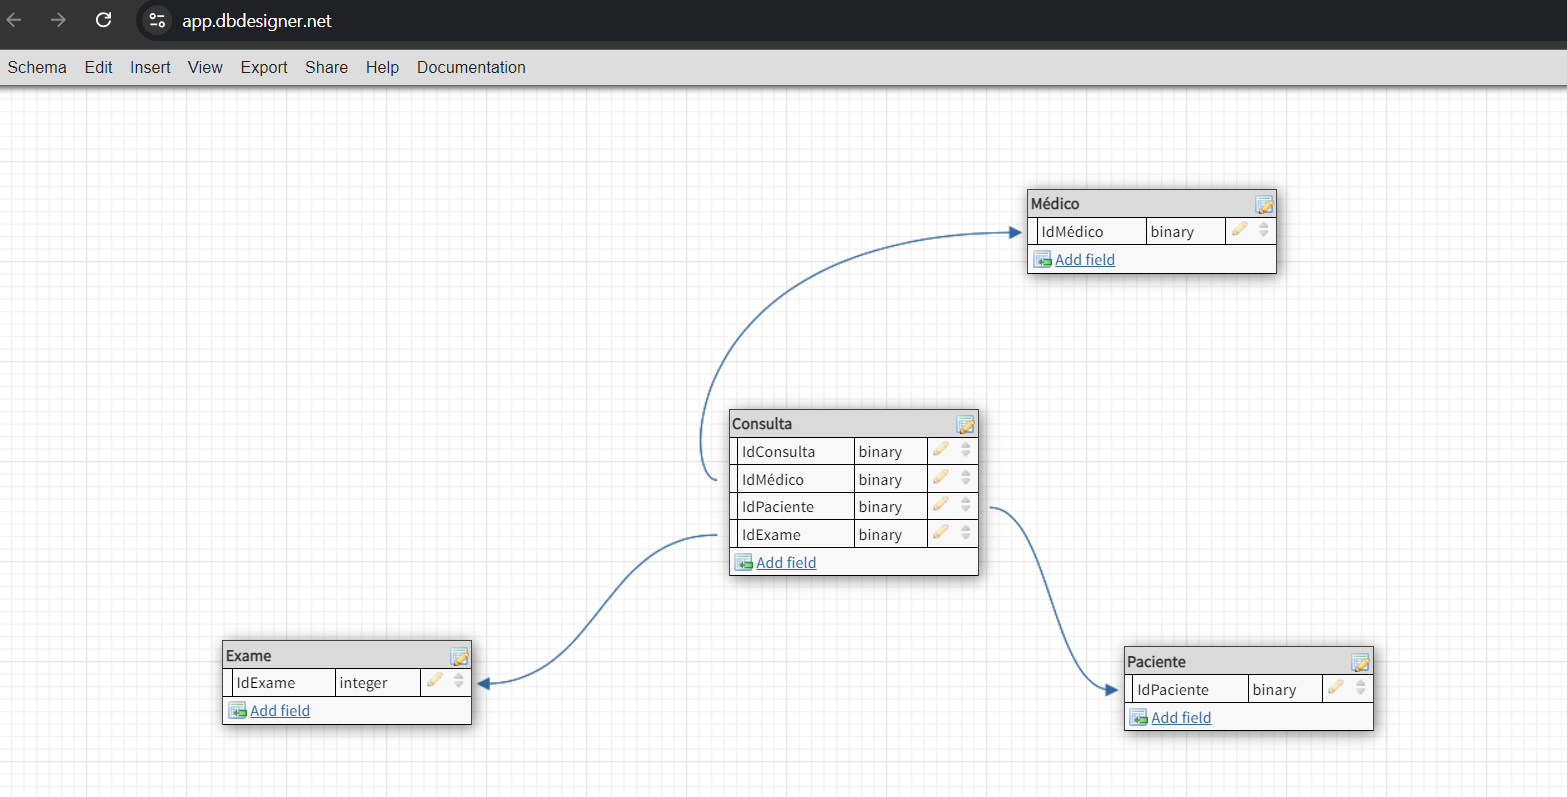 app.dbdesigner.net
Schema Edit Insert View Export Share Help Documentation
Médico
IdMédico binary
Add field
Consulta
IdConsulta binary
IdMédico binary
IdPaciente binary
IdExame binary
Add field
Exame
IdExame integer
Add field
Paciente
IdPaciente binary
Add field